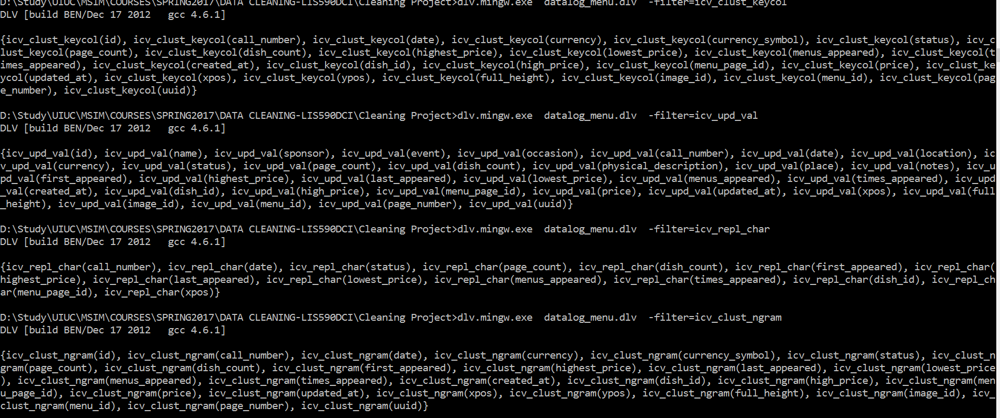 D:\Study\UIUC\MSIM\COURSES\SPRING2017\DATA CLEANING-LIS590DCI\Cleaning Project>dlv.mingw.exe  datalog_menu.dlv  -filter=icv_clust_keycol
DLV [build BEN/Dec 17 2012   gcc 4.6.1]
{icv_clust_keycol(id), icv_clust_keycol(call_number), icv_clust_keycol(date), icv_clust_keycol(currency), icv_clust_keycol(currency_symbol), icv_clust_keycol(status), icv_c
lust_keycol(page_count), icv_clust_keycol(dish_count), icv_clust_keycol(highest_price), icv_clust_keycol(lowest_price), icv_clust_keycol(menus_appeared), icv_clust_keycol(t
imes_appeared), icv_clust_keycol(created_at), icv_clust_keycol(dish_id), icv_clust_keycol(high_price), icv_clust_keycol(menu_page_id), icv_clust_keycol(price), icv_clust_ke
ycol(updated_at), icv_clust_keycol(xpos), icv_clust_keycol(ypos), icv_clust_keycol(full_height), icv_clust_keycol(image_id), icv_clust_keycol(menu_id), icv_clust_keycol(pag
e_number), icv_clust_keycol(uuid)}
D:\Study\UIUC\MSIM\COURSES\SPRING2017\DATA CLEANING-LIS590DCI\Cleaning Project>dlv.mingw.exe  datalog_menu.dlv  -filter=icv_upd_val
DLV [build BEN/Dec 17 2012   gcc 4.6.1]
{icv_upd_val(id), icv_upd_val(name), icv_upd_val(sponsor), icv_upd_val(event), icv_upd_val(occasion), icv_upd_val(call_number), icv_upd_val(date), icv_upd_val(location), ic
v_upd_val(currency), icv_upd_val(status), icv_upd_val(page_count), icv_upd_val(dish_count), icv_upd_val(physical_description), icv_upd_val(place), icv_upd_val(notes), icv_u
pd_val(first_appeared), icv_upd_val(highest_price), icv_upd_val(last_appeared), icv_upd_val(lowest_price), icv_upd_val(menus_appeared), icv_upd_val(times_appeared), icv_upd
_val(created_at), icv_upd_val(dish_id), icv_upd_val(high_price), icv_upd_val(menu_page_id), icv_upd_val(price), icv_upd_val(updated_at), icv_upd_val(xpos), icv_upd_val(full
_height), icv_upd_val(image_id), icv_upd_val(menu_id), icv_upd_val(page_number), icv_upd_val(uuid)}
D:\Study\UIUC\MSIM\COURSES\SPRING2017\DATA CLEANING-LIS590DCI\Cleaning Project>dlv.mingw.exe  datalog_menu.dlv  -filter=icv_repl_char
DLV [build BEN/Dec 17 2012   gcc 4.6.1]
{icv_repl_char(call_number), icv_repl_char(date), icv_repl_char(status), icv_repl_char(page_count), icv_repl_char(dish_count), icv_repl_char(first_appeared), icv_repl_char(
highest_price), icv_repl_char(last_appeared), icv_repl_char(lowest_price), icv_repl_char(menus_appeared), icv_repl_char(times_appeared), icv_repl_char(dish_id), icv_repl_ch
ar(menu_page_id), icv_repl_char(xpos)}
D:\Study\UIUC\MSIM\COURSES\SPRING2017\DATA CLEANING-LIS590DCI\Cleaning Project>dlv.mingw.exe  datalog_menu.dlv  -filter=icv_clust_ngram
DLV [build BEN/Dec 17 2012   gcc 4.6.1]
{icv_clust_ngram(id), icv_clust_ngram(call_number), icv_clust_ngram(date), icv_clust_ngram(currency), icv_clust_ngram(currency_symbol), icv_clust_ngram(status), icv_clust_n
gram(page_count), icv_clust_ngram(dish_count), icv_clust_ngram(first_appeared), icv_clust_ngram(highest_price), icv_clust_ngram(last_appeared), icv_clust_ngram(lowest_price
), icv_clust_ngram(menus_appeared), icv_clust_ngram(times_appeared), icv_clust_ngram(created_at), icv_clust_ngram(dish_id), icv_clust_ngram(high_price), icv_clust_ngram(men
u_page_id), icv_clust_ngram(price), icv_clust_ngram(updated_at), icv_clust_ngram(xpos), icv_clust_ngram(ypos), icv_clust_ngram(full_height), icv_clust_ngram(image_id), icv_
clust_ngram(menu_id), icv_clust_ngram(page_number), icv_clust_ngram(uuid)}